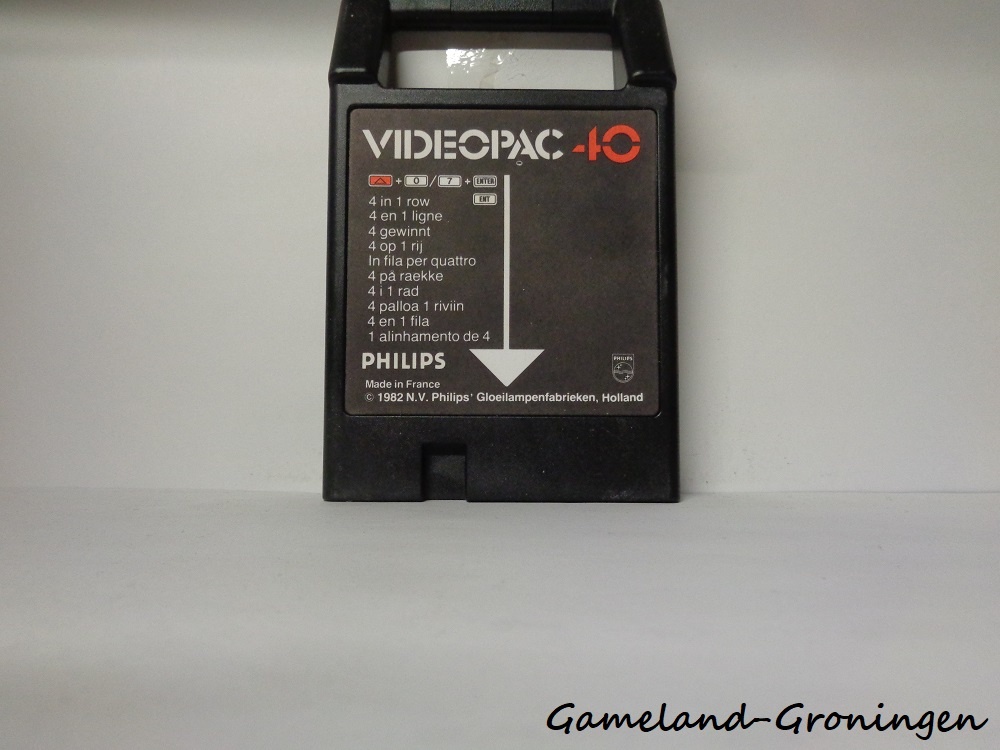 VIDEOPAC 40
+ 0 / 7 + ENTER
ENT
4 in 1 row
4 en 1 ligne
4 gewinnt
4 op 1 rij
In fila per quattro
4 på raekke
4 i 1 rad
4 palloa 1 riviin
4 en 1 fila
1 alinhamento de 4
PHILIPS
PHILIPS
Made in France
© 1982 N.V. Philips' Gloeilampenfabrieken, Holland
Gameland-Groningen